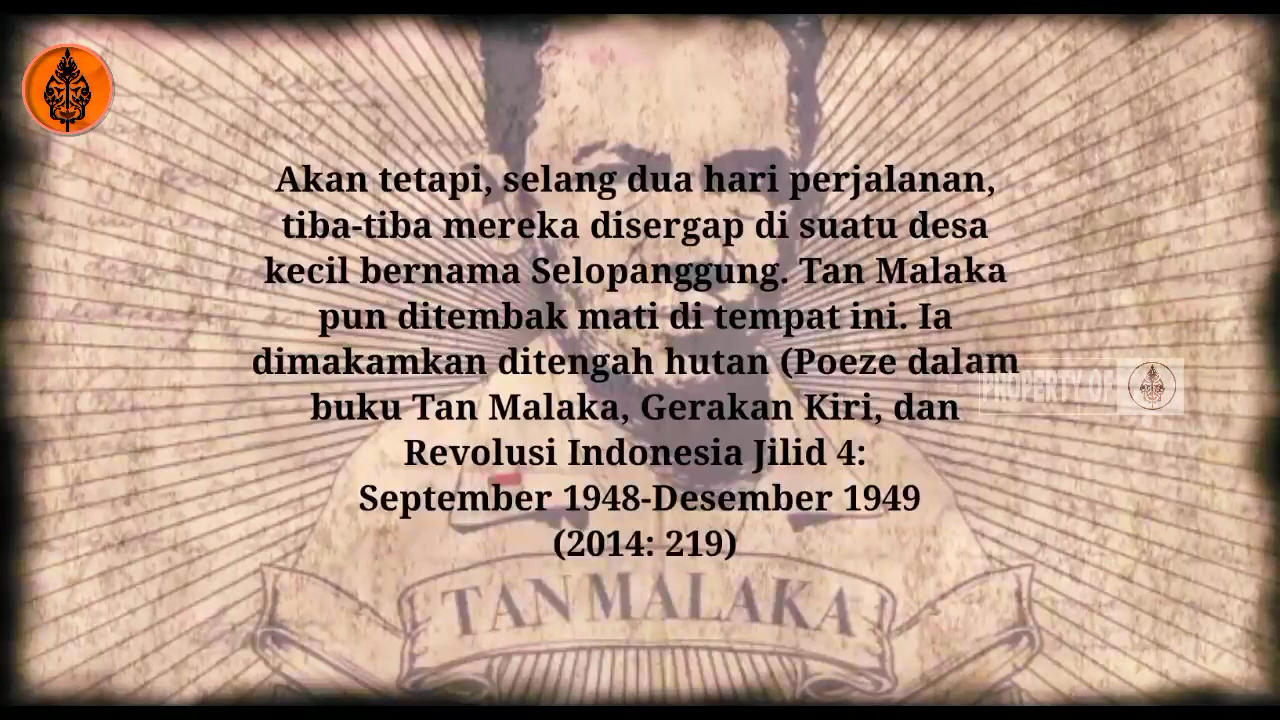 Akan tetapi, selang dua hari perjalanan,
tiba-tiba mereka disergap di suatu desa
kecil bernama Selopanggung. Tan Malaka
pun ditembak mati di tempat ini. Ia
dimakamkan ditengah hutan (Poeze dalam
buku Tan Malaka, Gerakan Kiri, dan
Revolusi Indonesia Jilid 4:
September 1948-Desember 1949
(2014: 219)
PROPERTY OF
TAN MALAKA